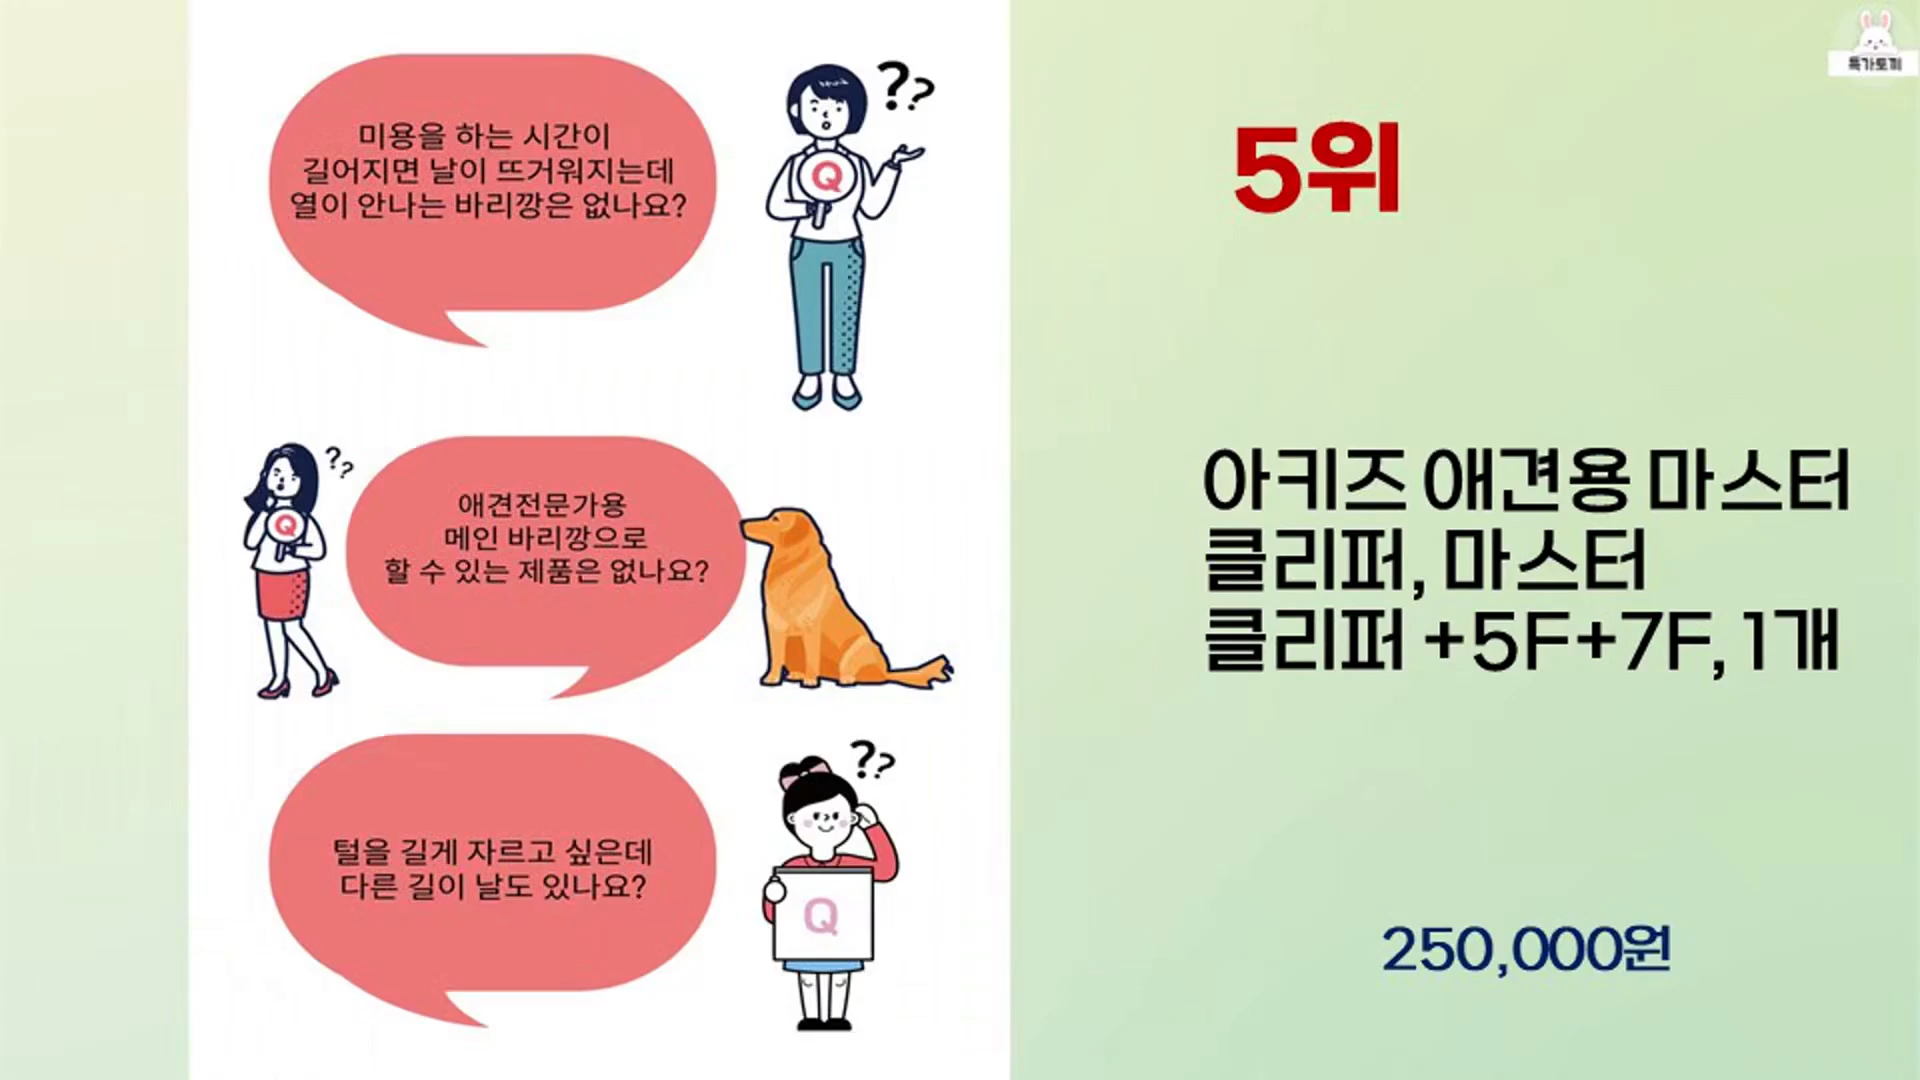 미용을 하는 시간이
길어지면 날이 뜨거워지는데
열이 안나는 바리깡은 없나요?
??
Q
??
Q
애견전문가용
메인 바리깡으로
할 수 있는 제품은 없나요?
털을 길게 자르고 싶은데
다른 길이 날도 있나요?
??
Q
특가토끼
5위
아키즈 애견용 마스터
클리퍼, 마스터
클리퍼 +5F+7F, 1개
250,000원